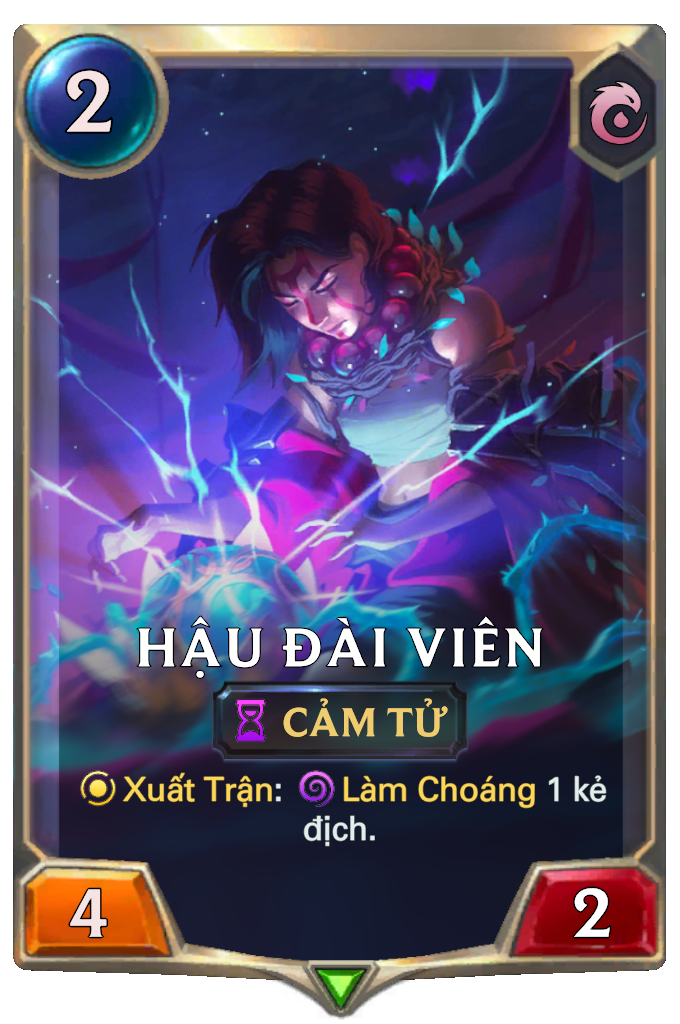 2
HẬU ĐÀI VIÊN
CẢM TỬ
Xuất Trận: Làm Choáng 1 kẻ
địch.
4
2